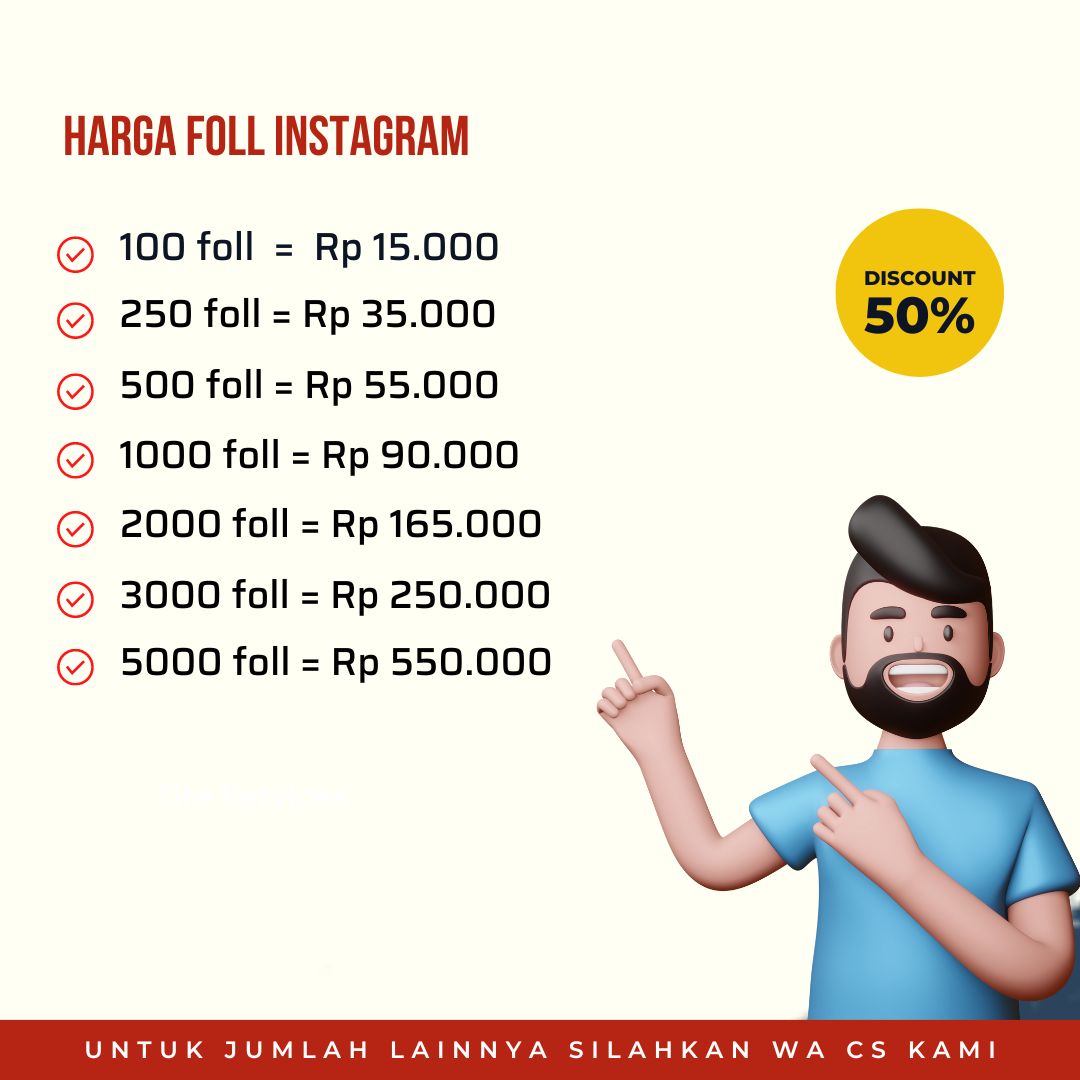 HARGA FOLL INSTAGRAM
100 foll = Rp 15.000
250 foll = Rp 35.000
500 foll = Rp 55.000
1000 foll = Rp 90.000
2000 foll = Rp 165.000
3000 foll = Rp 250.000
5000 foll = Rp 550.000
DISCOUNT
50%
UNTUK JUMLAH LAINNYA SILAHKAN WA CS KAMI